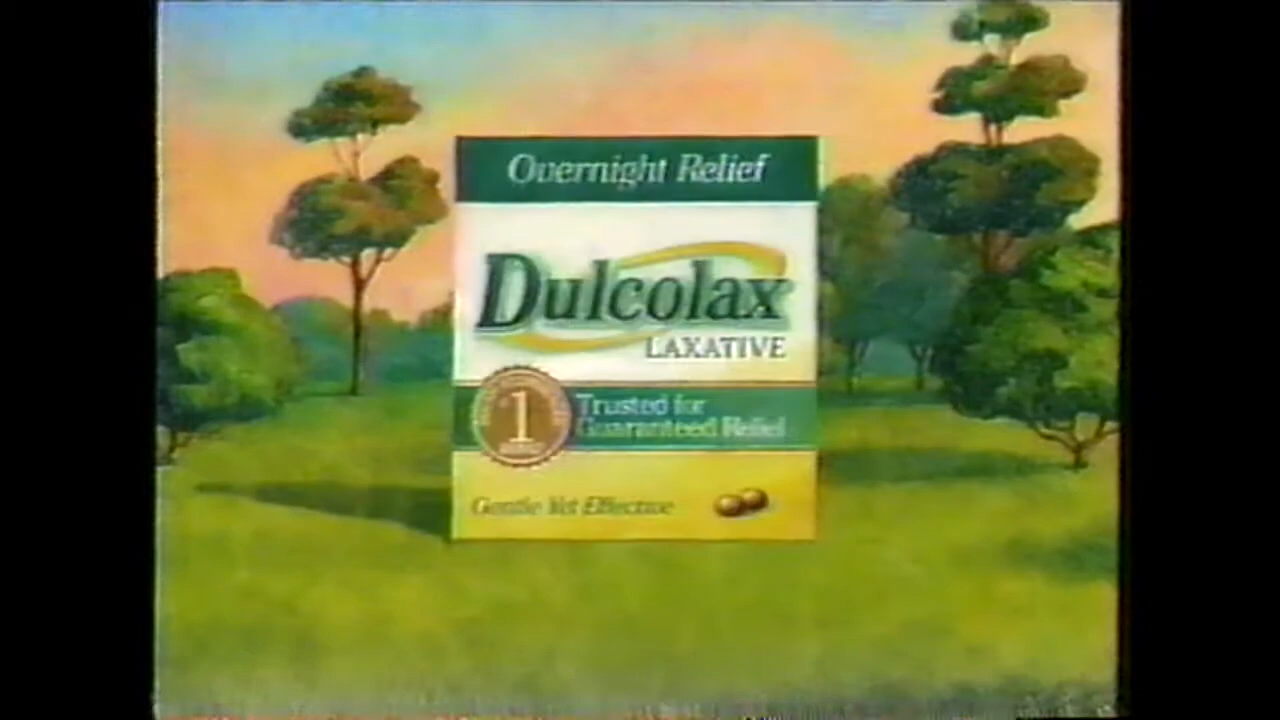 Overnight Relief
Dulcolax
LAXATIVE
#1
Trusted for
Guaranteed Relief
Gentle Yet Effective